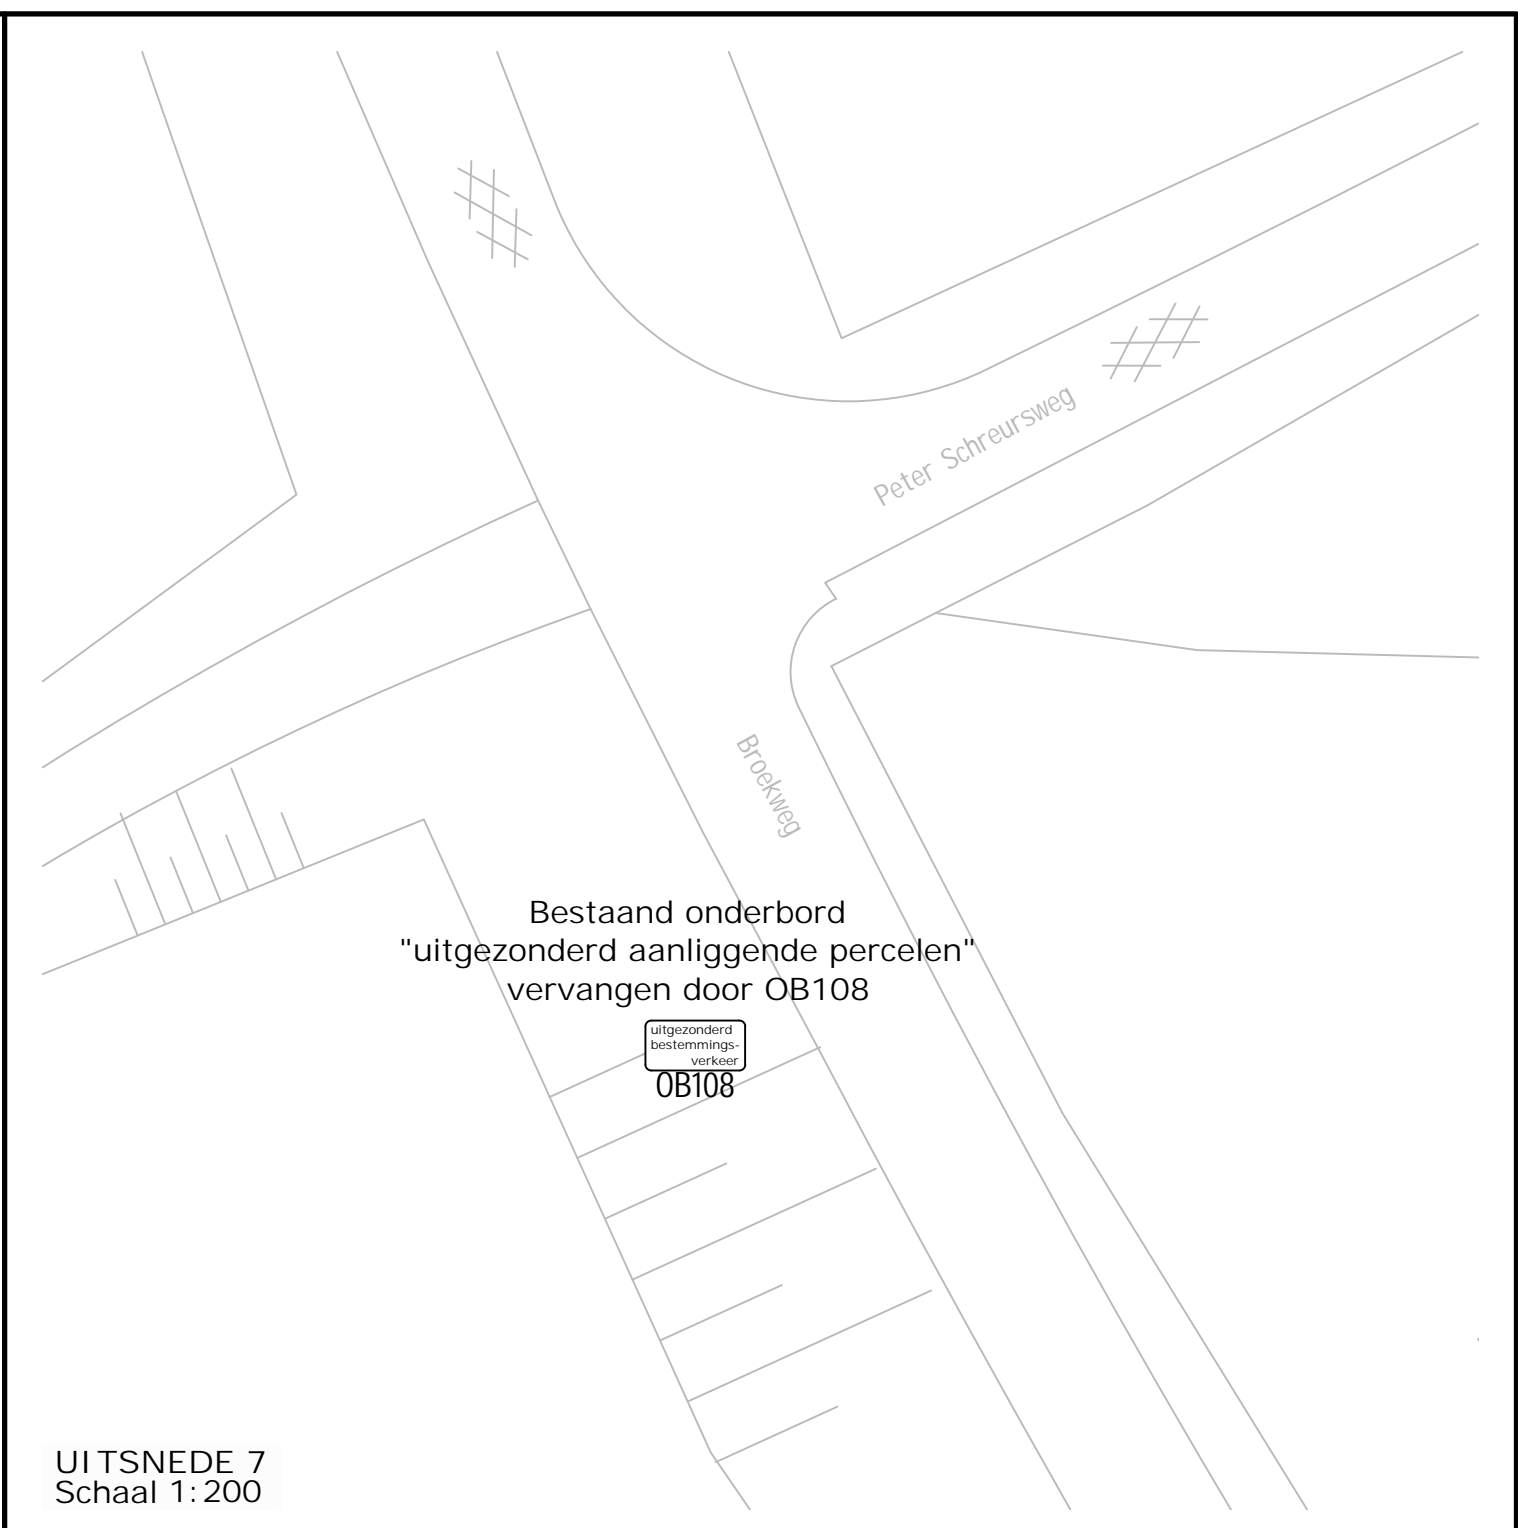 Peter Schreursweg
Broekweg
Bestaand onderbord
"uitgezonderd aanliggende percelen"
vervangen door OB108
uitgezonderd
bestemmings-
verkeer
OB108
UITSNEDE 7
Schaal 1:200